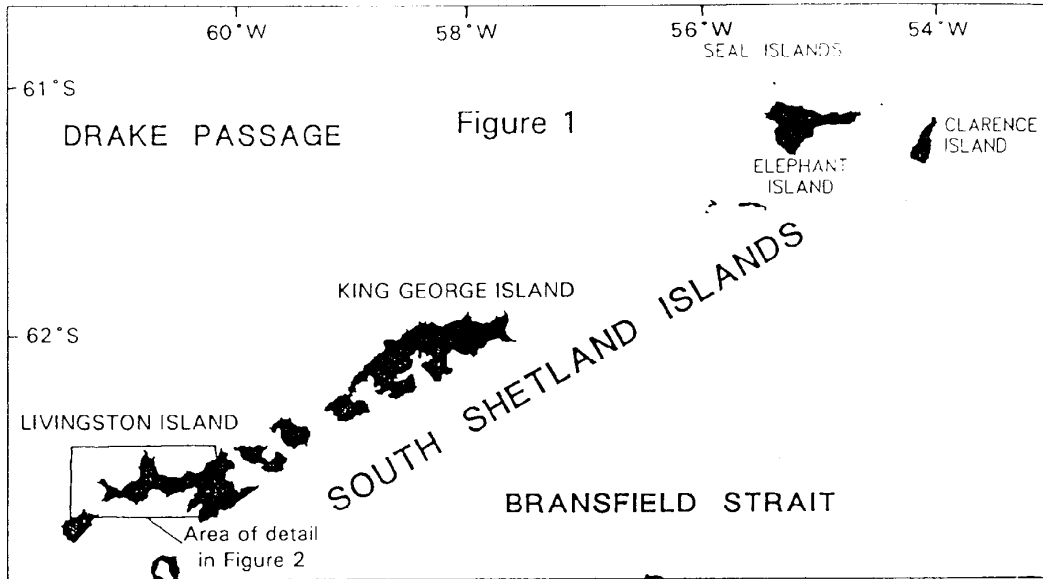 60°W
58°W
56°W
54°W
SEAL ISLANDS
61°S
DRAKE PASSAGE
Figure 1
CLARENCE
ISLAND
ELEPHANT
ISLAND
KING GEORGE ISLAND
62°S
SOUTH SHETLAND ISLANDS
LIVINGSTON ISLAND
BRANSFIELD STRAIT
Area of detail
in Figure 2